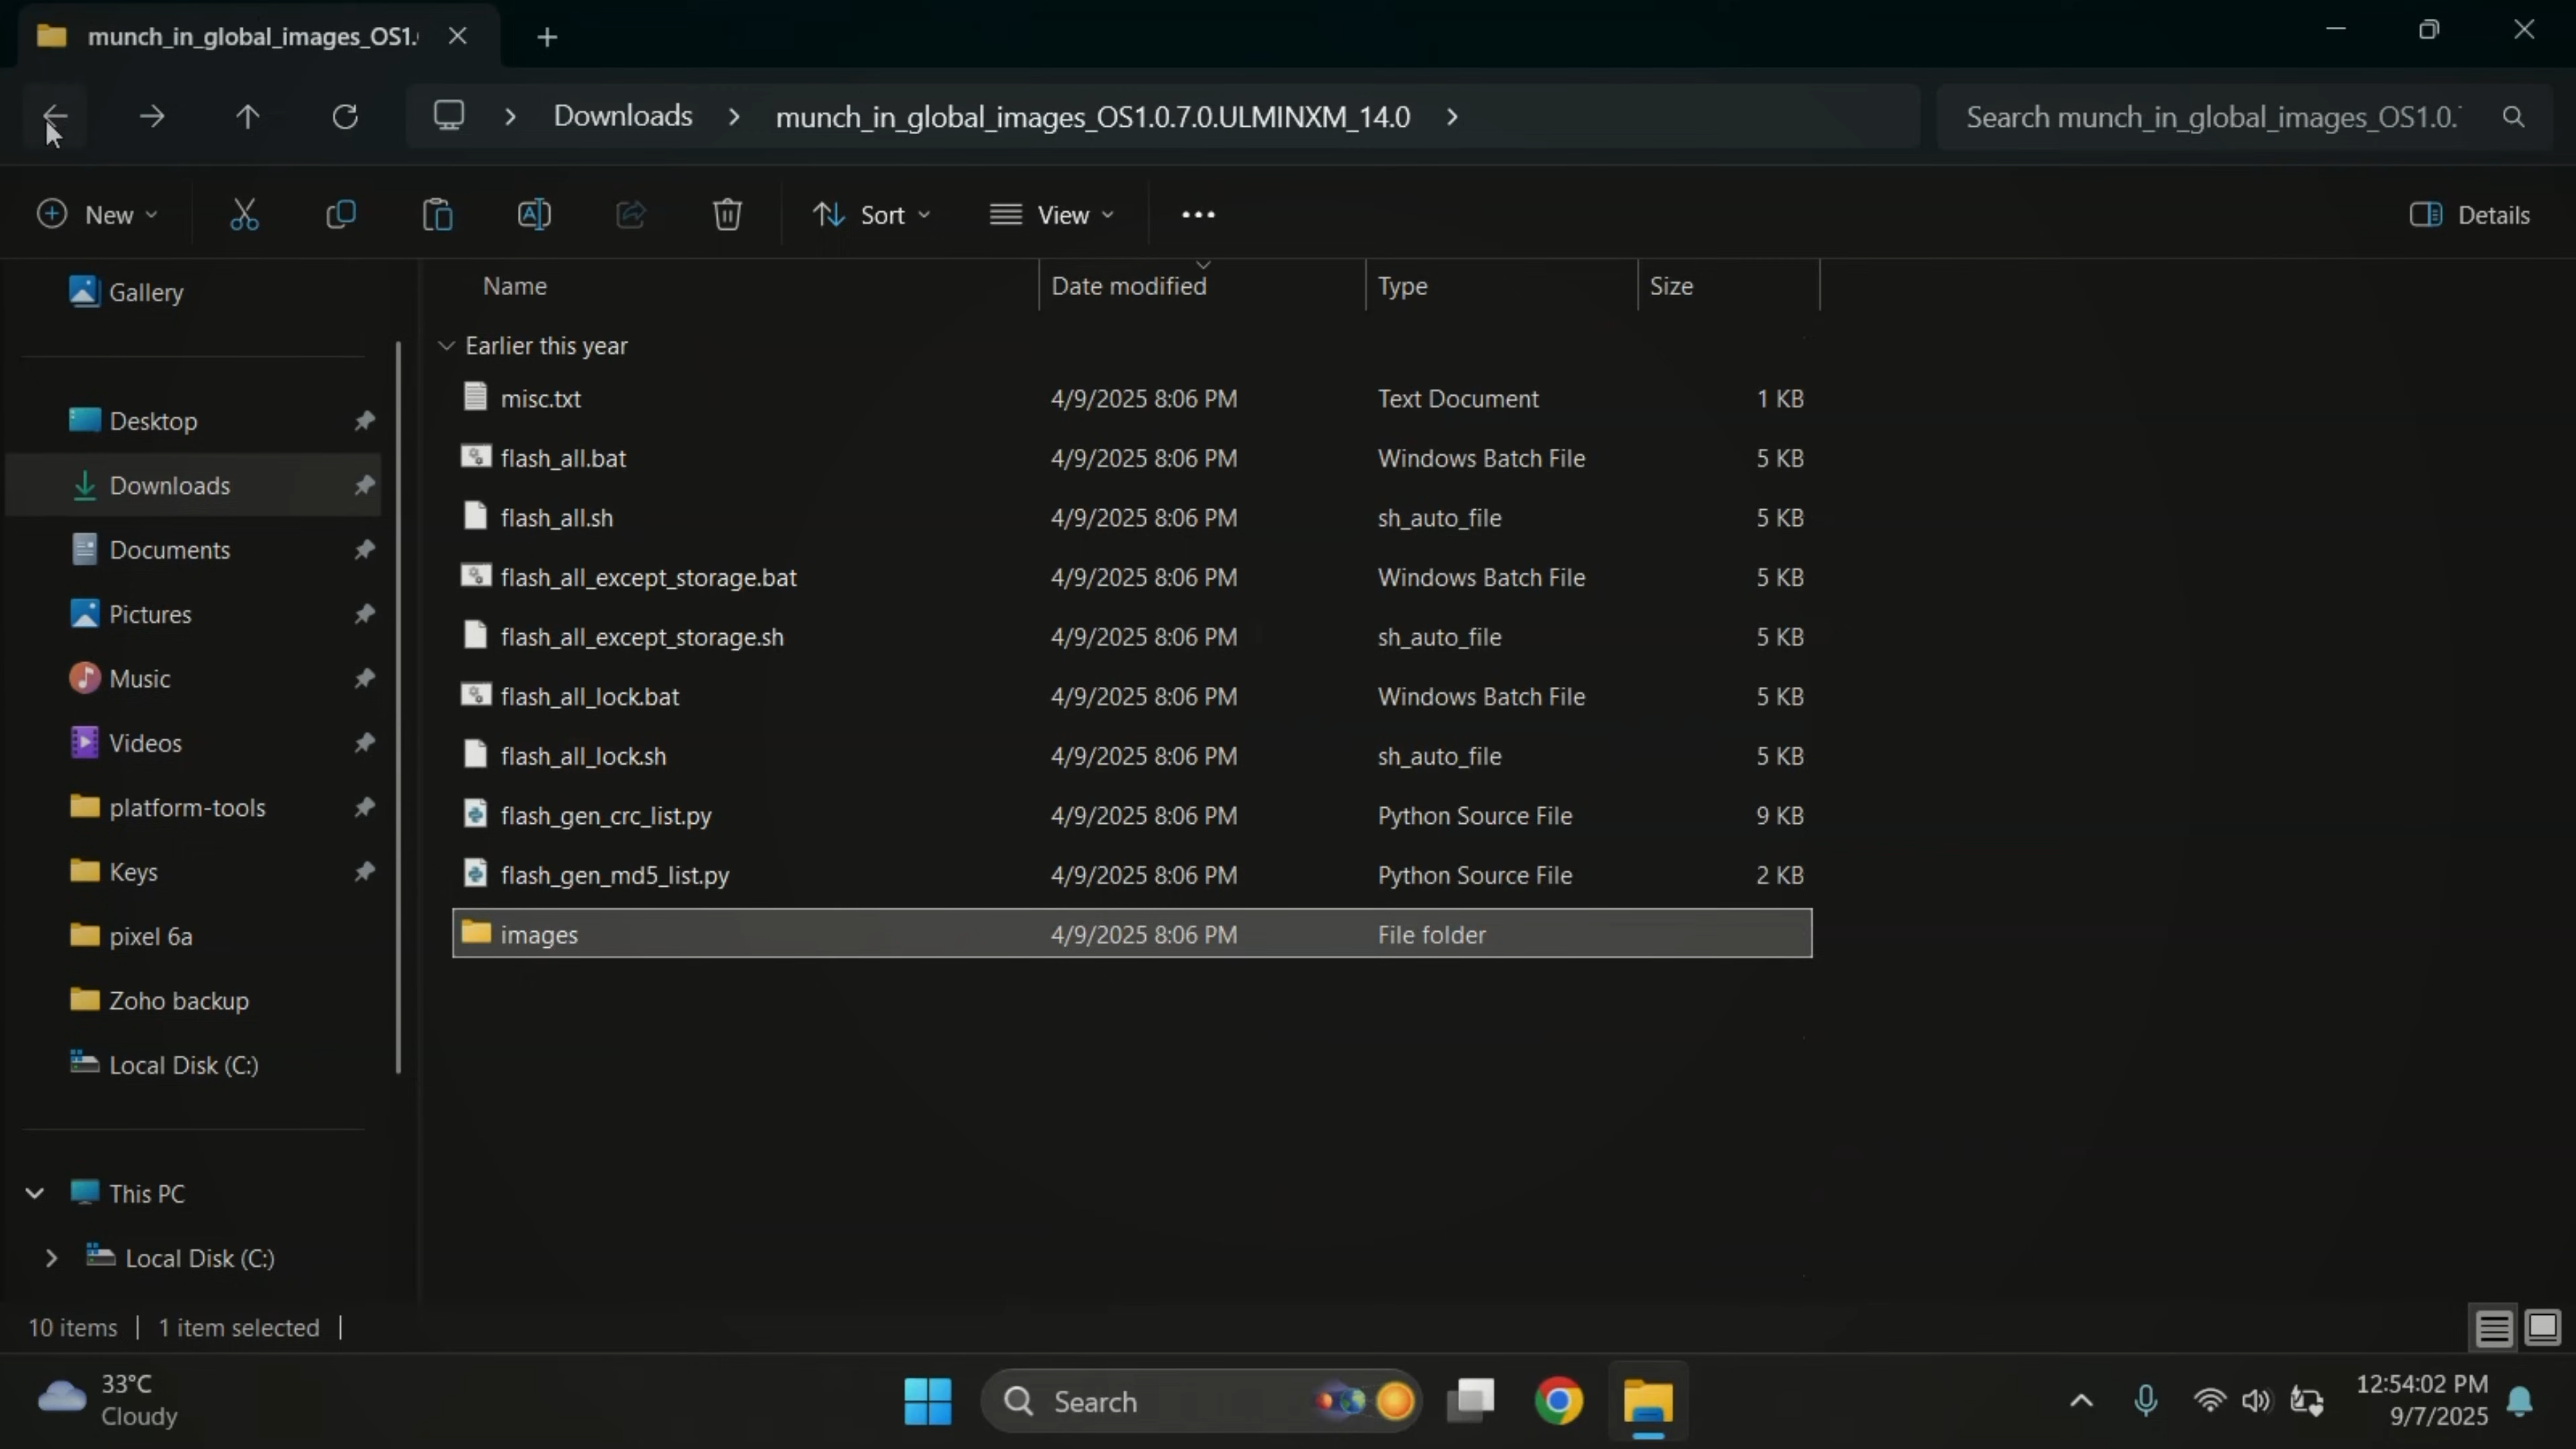 munch_in_global_images_OS1.
Downloads
munch_in_global_images_OS1.0.7.0.ULMINXM_14.0
Search munch_in_global_images_OS1.0.
New
Sort
View
Details
Gallery
Desktop
Downloads
Documents
Pictures
Music
Videos
platform-tools
Keys
pixel 6a
Zoho backup
Local Disk (C:)
This PC
Local Disk (C:)
Name Date modified Type Size
Earlier this year
misc.txt 4/9/2025 8:06 PM Text Document 1 KB
flash_all.bat 4/9/2025 8:06 PM Windows Batch File 5 KB
flash_all.sh 4/9/2025 8:06 PM sh_auto_file 5 KB
flash_all_except_storage.bat 4/9/2025 8:06 PM Windows Batch File 5 KB
flash_all_except_storage.sh 4/9/2025 8:06 PM sh_auto_file 5 KB
flash_all_lock.bat 4/9/2025 8:06 PM Windows Batch File 5 KB
flash_all_lock.sh 4/9/2025 8:06 PM sh_auto_file 5 KB
flash_gen_crc_list.py 4/9/2025 8:06 PM Python Source File 9 KB
flash_gen_md5_list.py 4/9/2025 8:06 PM Python Source File 2 KB
images 4/9/2025 8:06 PM File folder
10 items 1 item selected
33°C
Cloudy
Search
12:54:02 PM
9/7/2025